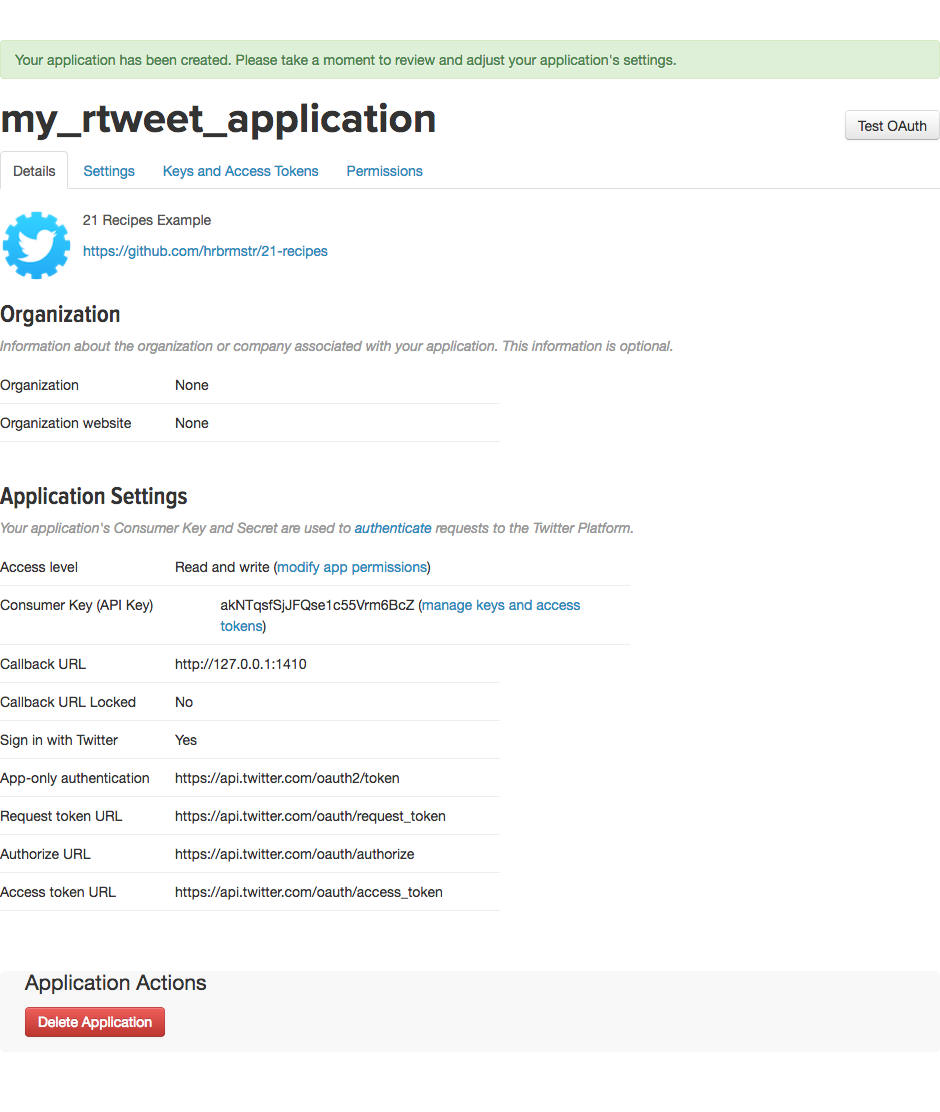 Your application has been created. Please take a moment to review and adjust your application's settings.
my_rtweet_application
Test OAuth
Details Settings Keys and Access Tokens Permissions
21 Recipes Example
https://github.com/hrbrmstr/21-recipes
Organization
Information about the organization or company associated with your application. This information is optional.
Organization None
Organization website None
Application Settings
Your application's Consumer Key and Secret are used to authenticate requests to the Twitter Platform.
Access level Read and write (modify app permissions)
Consumer Key (API Key) akNTqsfSjJFQse1c55Vrm6BcZ (manage keys and access
tokens)
Callback URL http://127.0.0.1:1410
Callback URL Locked No
Sign in with Twitter Yes
App-only authentication https://api.twitter.com/oauth2/token
Request token URL https://api.twitter.com/oauth/request_token
Authorize URL https://api.twitter.com/oauth/authorize
Access token URL https://api.twitter.com/oauth/access_token
Application Actions
Delete Application